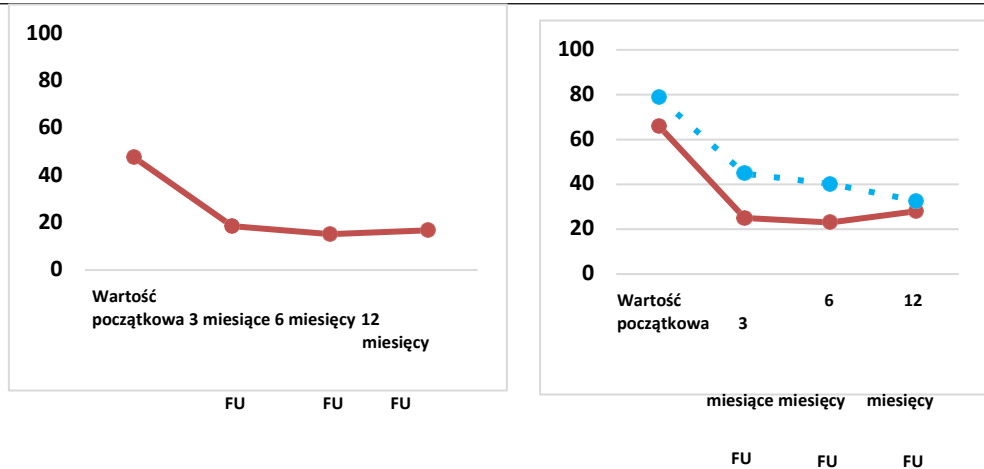 100
80
60
40
20
0
Wartość
początkowa 3 miesiące 6 miesięcy 12
miesięcy
FU FU FU
100
80
60
40
20
0
Wartość 6 12
początkowa 3
miesiące miesięcy miesięcy
FU FU FU